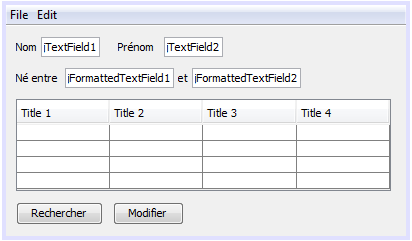 File Edit
Nom jTextField1 Prénom jTextField2
Né entre jFormattedTextField1 et jFormattedTextField2
Title 1 Title 2 Title 3 Title 4
Rechercher Modifier